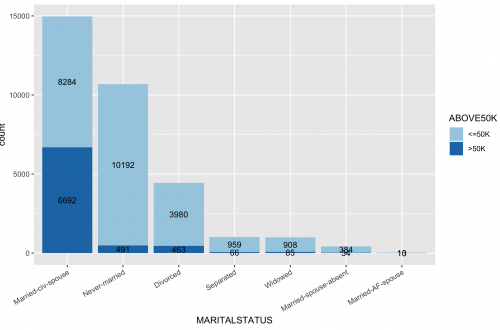 15000
10000
5000
0
count
8284
6692
10192
491
3980
463
959
66
908
85
384
34
Married-civ-spouse
Never-married
Divorced
Separated
Widowed
Married-spouse-absent
Married-AF-spouse
MARITALSTATUS
ABOVE50K
<=50K
>50K